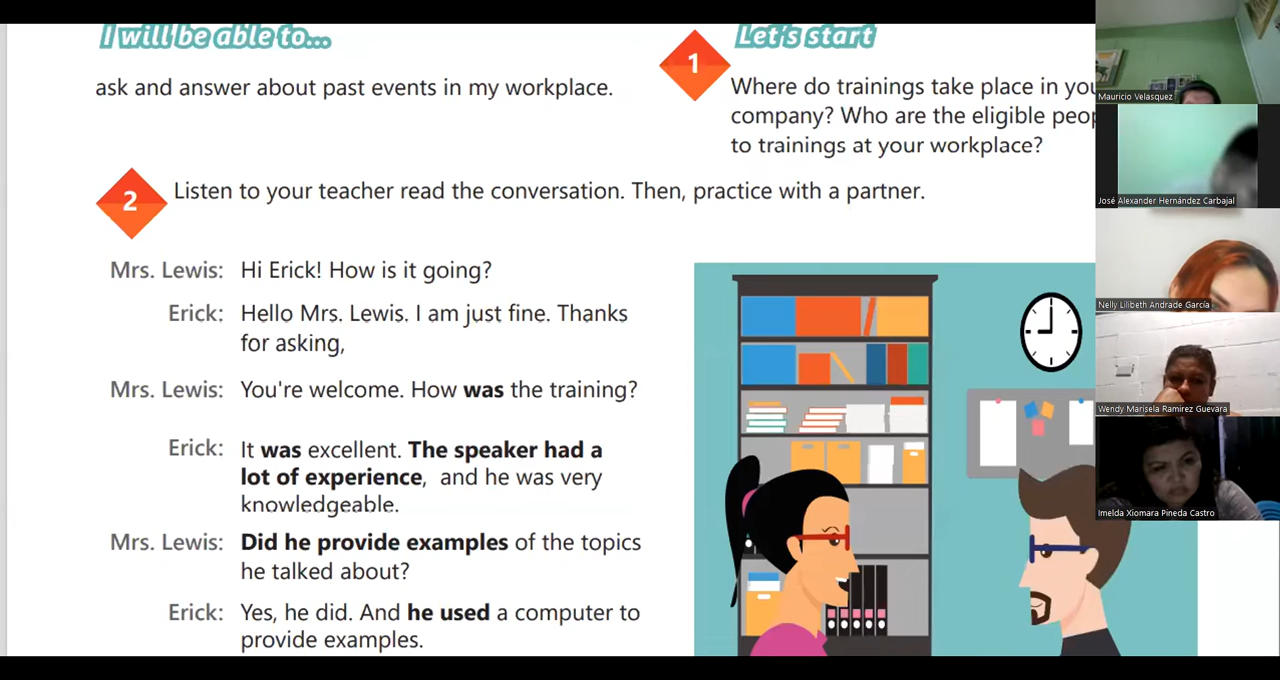 I will be able to...
ask and answer about past events in my workplace.
1
Let's start
Where do trainings take place in
company? Who are the eligible
to trainings at your workplace?
2
Listen to your teacher read the conversation. Then, practice with a partner.
Mrs. Lewis: Hi Erick! How is it going?
Erick: Hello Mrs. Lewis. I am just fine. Thanks
for asking,
Mrs. Lewis: You're welcome. How was the training?
Erick: It was excellent. The speaker had a
lot of experience, and he was very
knowledgeable.
Mrs. Lewis: Did he provide examples of the topics
he talked about?
Erick: Yes, he did. And he used a computer to
provide examples.
Mauricio Velasquez
José Alexander Hernández Carbajal
Nelly Lilibeth Andrade García
Wendy Marisela Ramirez Guevara
Imelda Xiomara Pineda Castro